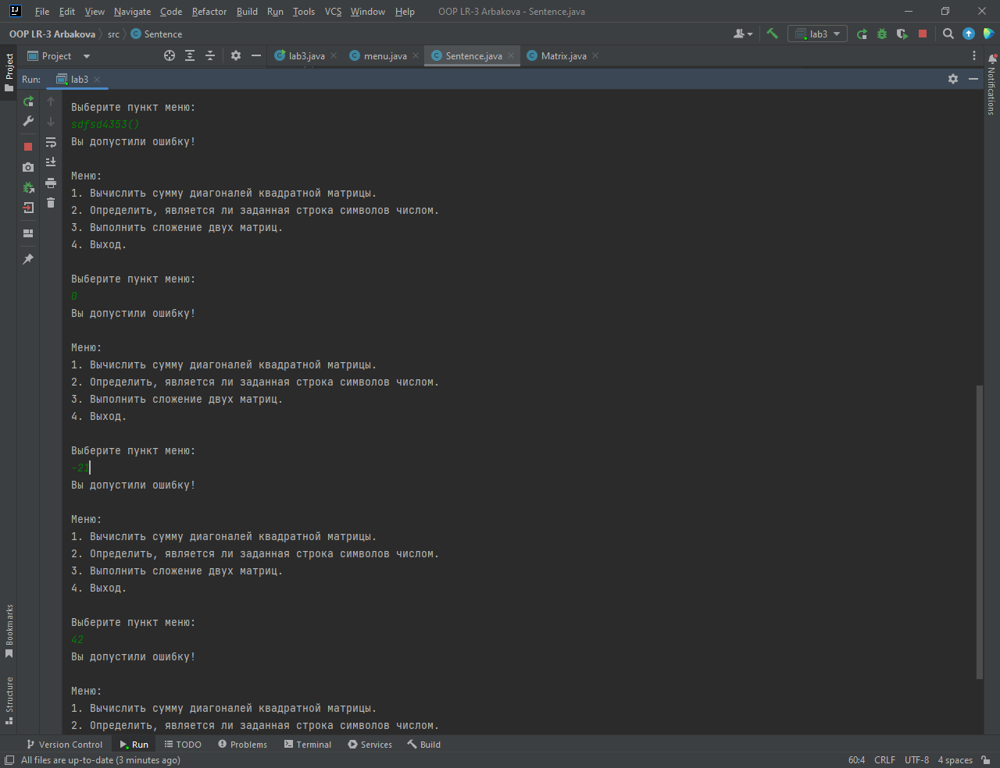 File Edit View Navigate Code Refactor Build Run Tools VCS Window Help OOP LR-3 Arbakova - Sentence.java
OOP LR-3 Arbakova src Sentence lab3
Project Project lab3.java menu.java Sentence.java Matrix.java
Notifications
Run: lab3
Выберите пункт меню:
sdfsd4353()
Вы допустили ошибку!
Меню:
1. Вычислить сумму диагоналей квадратной матрицы.
2. Определить, является ли заданная строка символов числом.
3. Выполнить сложение двух матриц.
4. Выход.
Выберите пункт меню:
0
Вы допустили ошибку!
Меню:
1. Вычислить сумму диагоналей квадратной матрицы.
2. Определить, является ли заданная строка символов числом.
3. Выполнить сложение двух матриц.
4. Выход.
Выберите пункт меню:
-21
Вы допустили ошибку!
Меню:
1. Вычислить сумму диагоналей квадратной матрицы.
2. Определить, является ли заданная строка символов числом.
3. Выполнить сложение двух матриц.
4. Выход.
Выберите пункт меню:
42
Вы допустили ошибку!
Меню:
1. Вычислить сумму диагоналей квадратной матрицы.
2. Определить, является ли заданная строка символов числом.
Bookmarks
Structure
Version Control Run TODO Problems Terminal Services Build
All files are up-to-date (3 minutes ago) 60:4 CRLF UTF-8 4 spaces